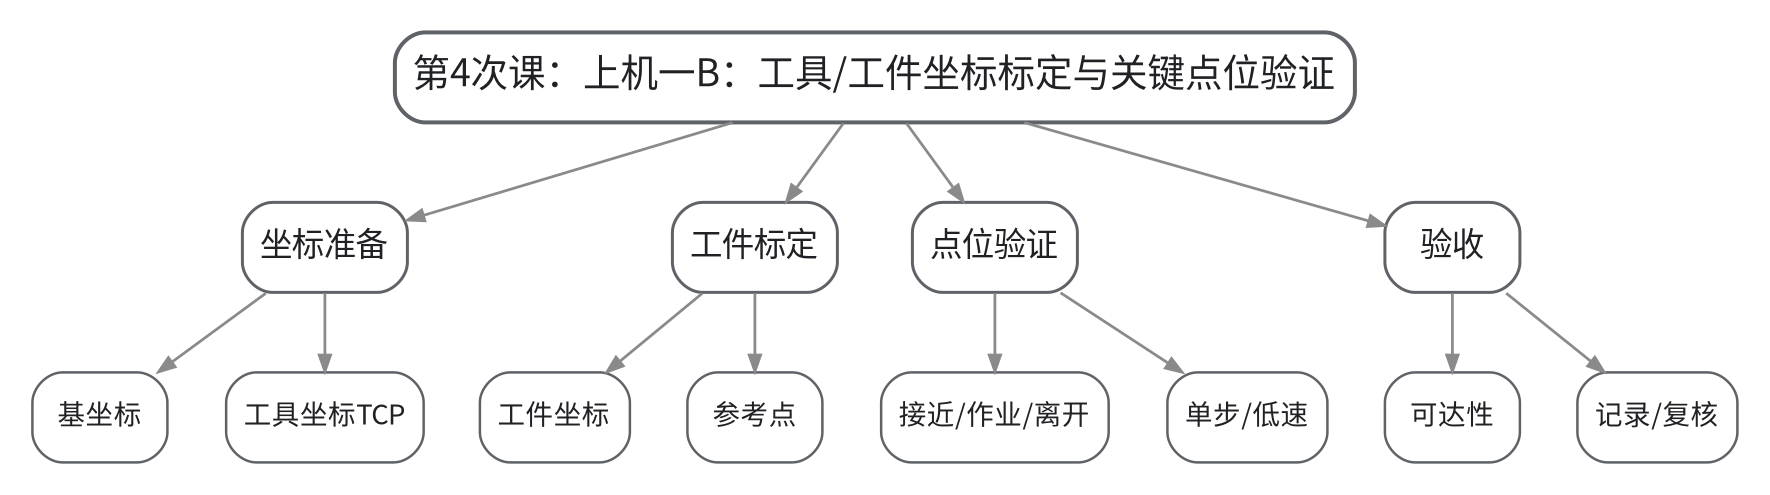 第4次课：上机一B：工具/工件坐标标定与关键点位验证
坐标准备
工件标定
点位验证
验收
基坐标
工具坐标TCP
工件坐标
参考点
接近/作业/离开
单步/低速
可达性
记录/复核